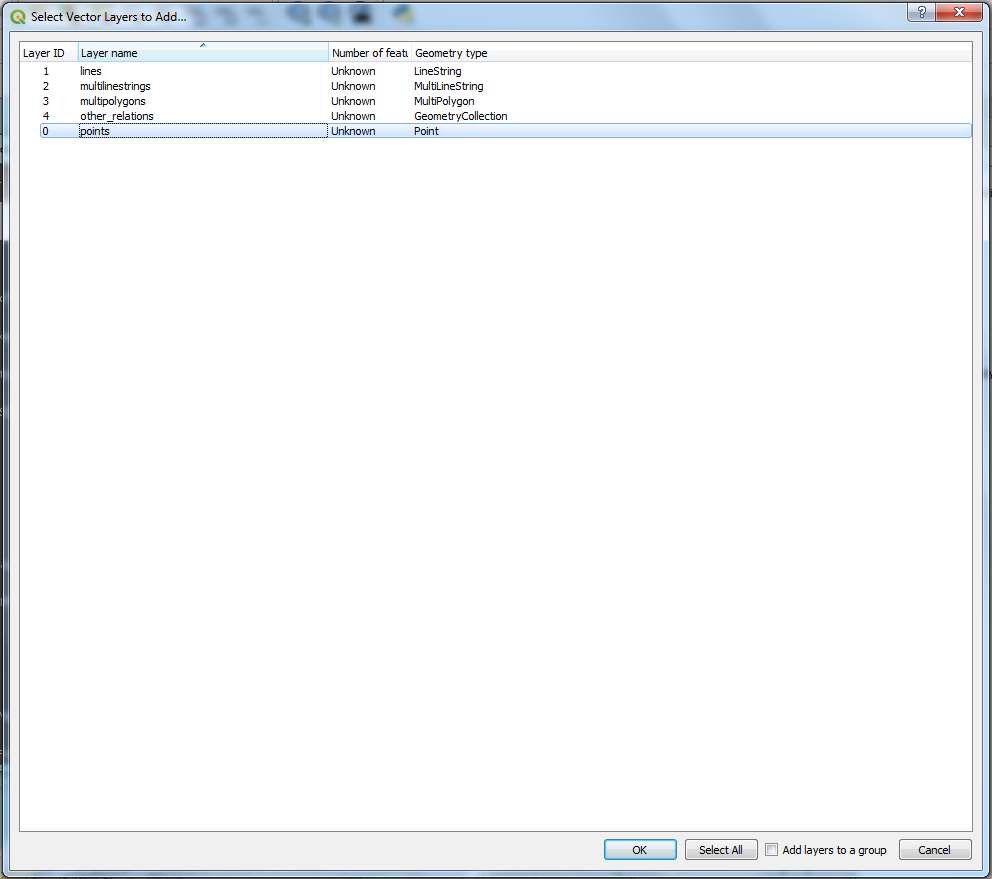 Select Vector Layers to Add...
Layer ID Layer name Number of featu Geometry type
1 lines Unknown LineString
2 multilinestrings Unknown MultiLineString
3 multipolygons Unknown MultiPolygon
4 other_relations Unknown GeometryCollection
0 points Unknown Point
OK Select All Add layers to a group Cancel